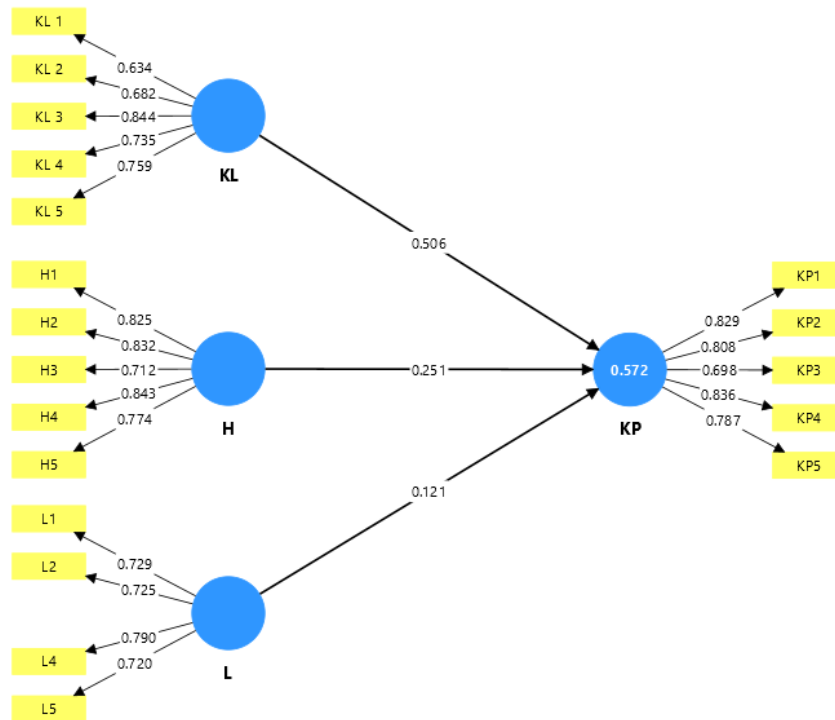 KL 1
KL 2
KL 3
KL 4
KL 5
0.634
0.682
0.844
0.735
0.759
KL
0.506
H1
H2
H3
H4
H5
0.825
0.832
0.712
0.843
0.774
H
0.251
L1
L2
L4
L5
0.729
0.725
0.790
0.720
L
0.121
0.572
KP
0.829
0.808
0.698
0.836
0.787
KP1
KP2
KP3
KP4
KP5